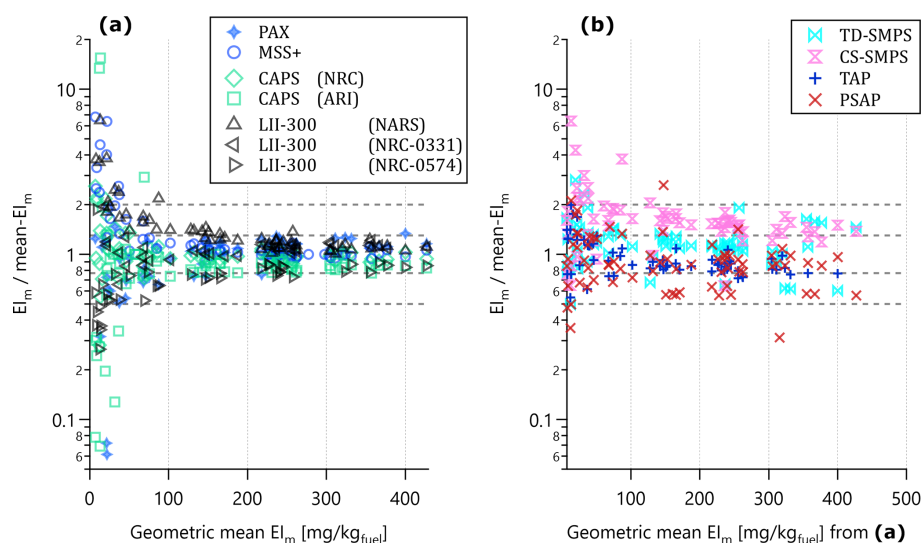 (a)
PAX
MSS+
CAPS (NRC)
CAPS (ARI)
LII-300 (NARS)
LII-300 (NRC-0331)
LII-300 (NRC-0574)
EIm / mean-EIm
2
10
8
6
4
2
1
8
6
4
2
0.1
8
6
0 100 200 300 400
Geometric mean EIm [mg/kgfuel]
(b)
TD-SMPS
CS-SMPS
TAP
PSAP
EIm / mean-EIm
2
10
8
6
4
2
1
8
6
4
2
0.1
8
6
100 200 300 400 500
Geometric mean EIm [mg/kgfuel] from (a)